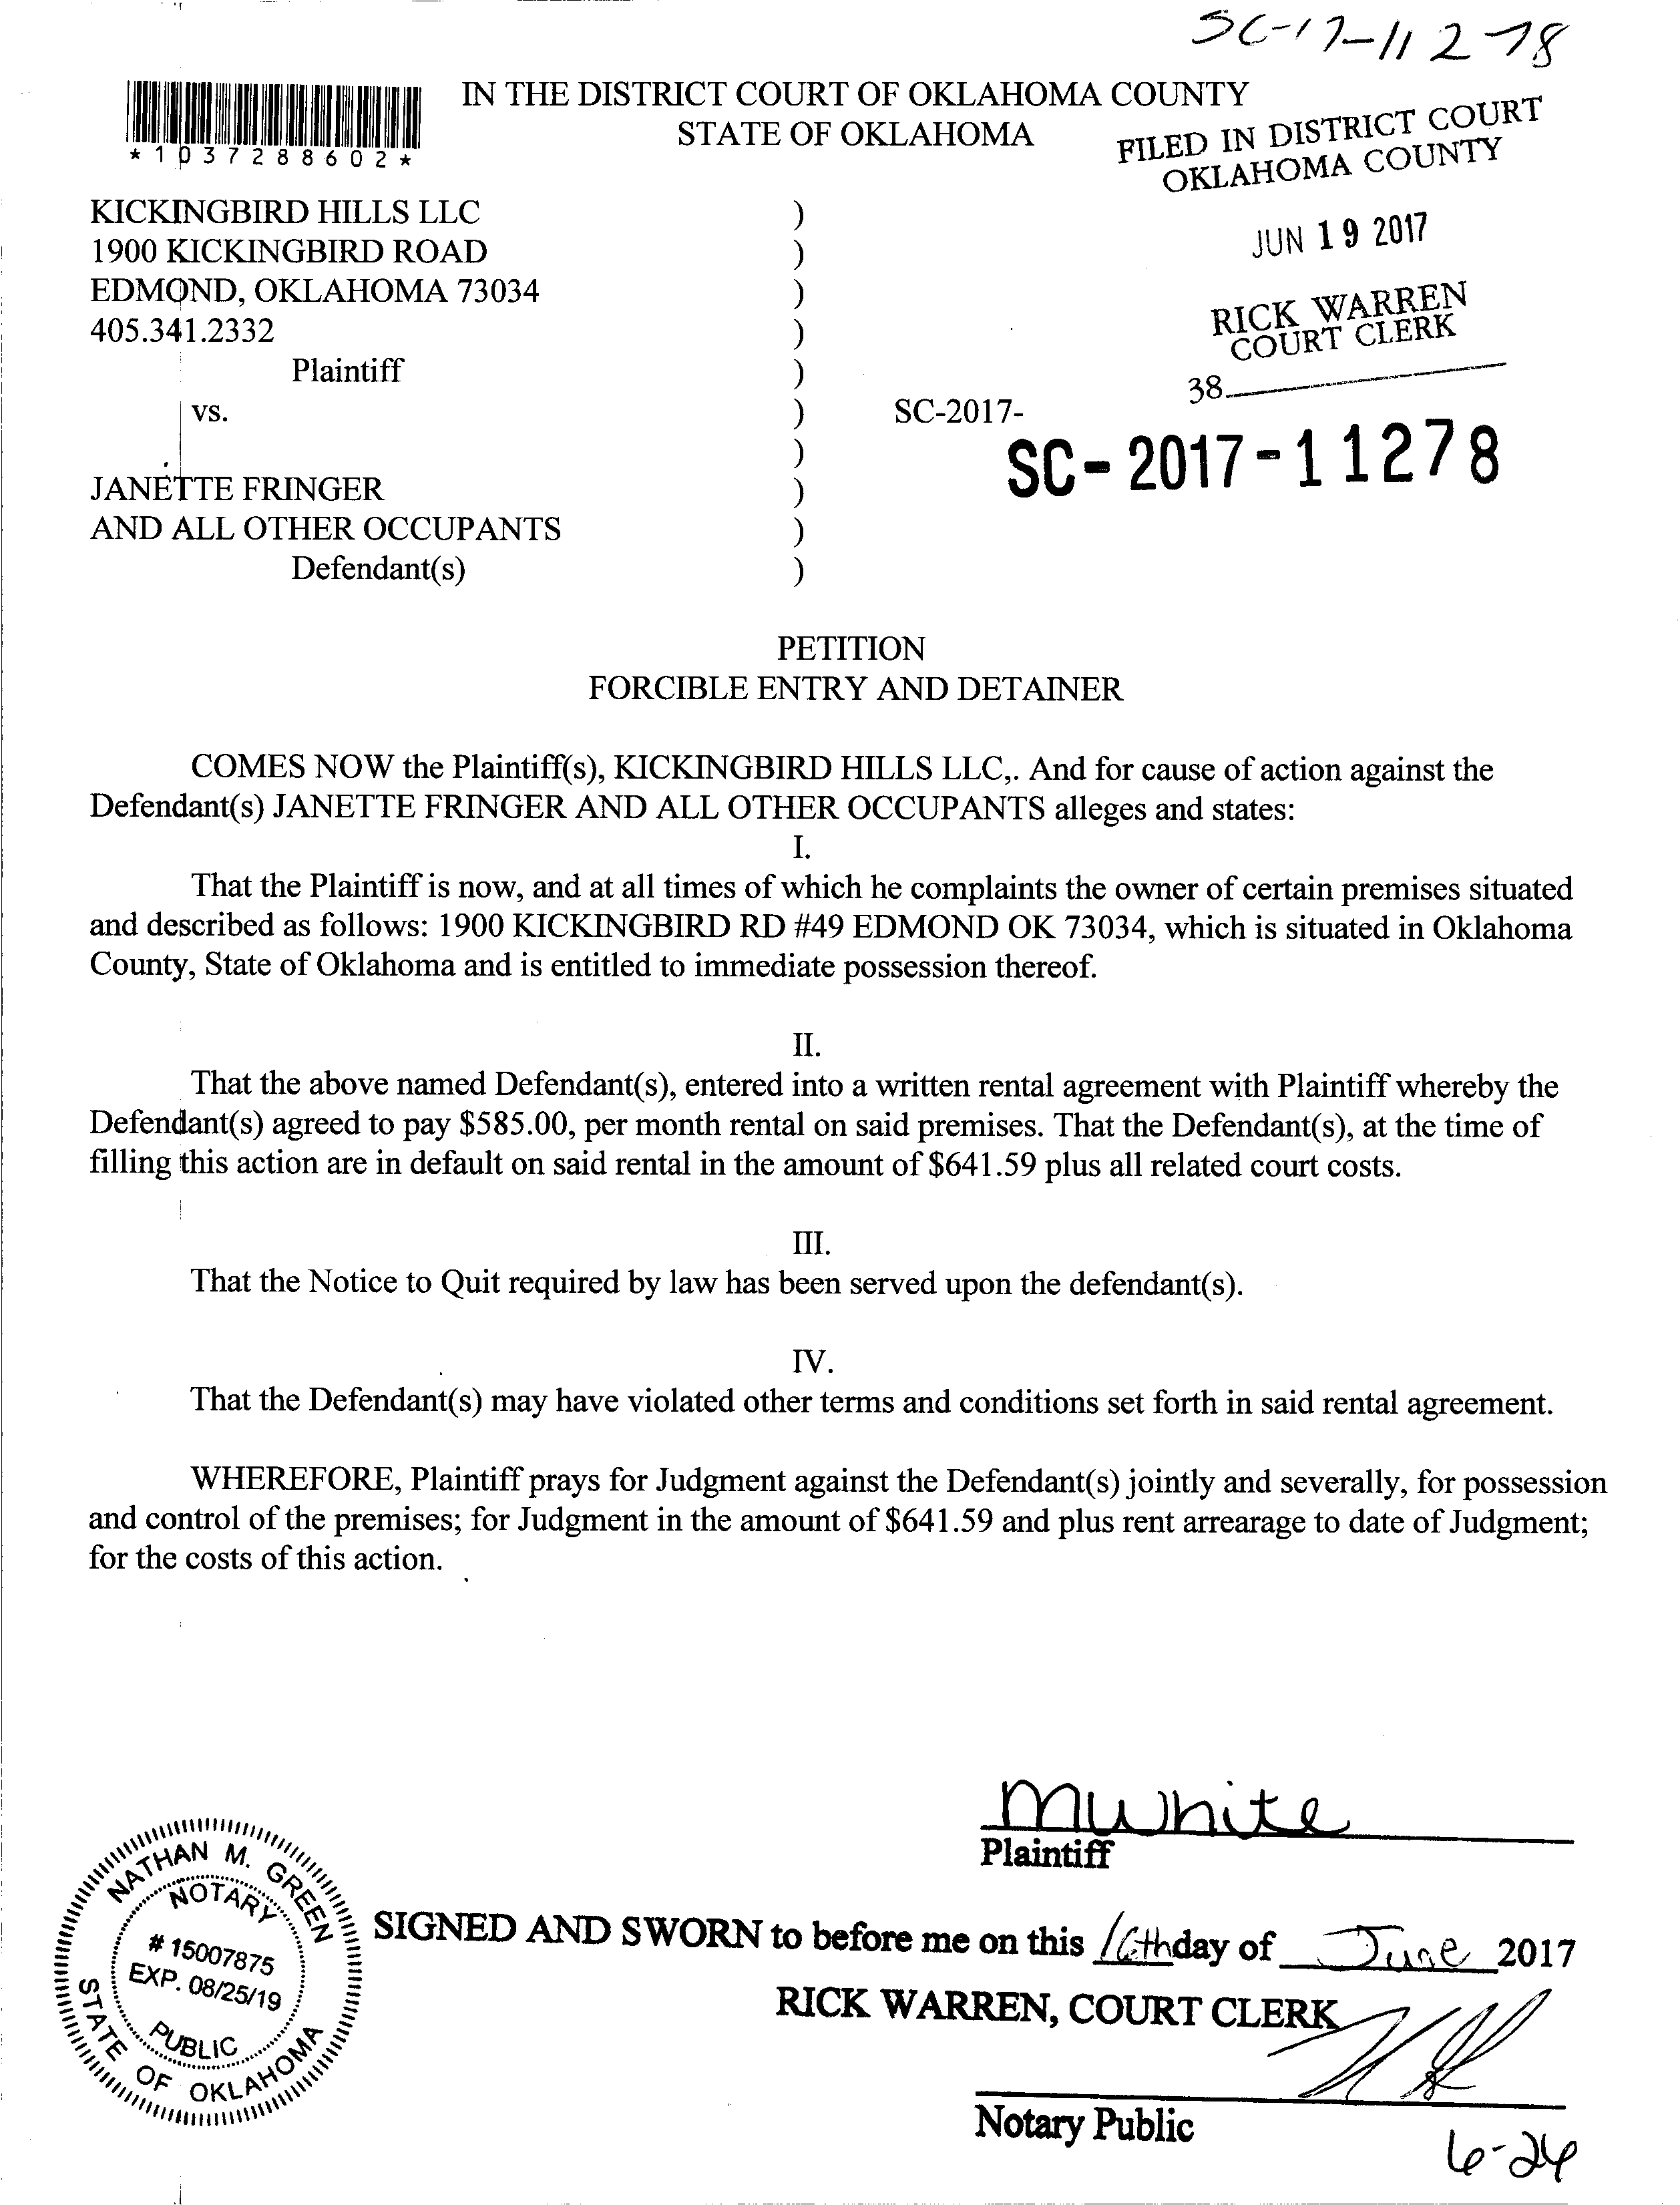 SC-17-11278
*1037288602*
IN THE DISTRICT COURT OF OKLAHOMA COUNTY
STATE OF OKLAHOMA
FILED IN DISTRICT COURT
OKLAHOMA COUNTY
JUN 19 2017
RICK WARREN
COURT CLERK
38
KICKINGBIRD HILLS LLC )
1900 KICKINGBIRD ROAD )
EDMOND, OKLAHOMA 73034 )
405.341.2332 )
Plaintiff )
vs. ) SC-2017-
)
SC-2017-11278
JANETTE FRINGER )
AND ALL OTHER OCCUPANTS )
Defendant(s) )
PETITION
FORCIBLE ENTRY AND DETAINER
COMES NOW the Plaintiff(s), KICKINGBIRD HILLS LLC,. And for cause of action against the
Defendant(s) JANETTE FRINGER AND ALL OTHER OCCUPANTS alleges and states:
I.
That the Plaintiff is now, and at all times of which he complaints the owner of certain premises situated
and described as follows: 1900 KICKINGBIRD RD #49 EDMOND OK 73034, which is situated in Oklahoma
County, State of Oklahoma and is entitled to immediate possession thereof.
II.
That the above named Defendant(s), entered into a written rental agreement with Plaintiff whereby the
Defendant(s) agreed to pay $585.00, per month rental on said premises. That the Defendant(s), at the time of
filling this action are in default on said rental in the amount of $641.59 plus all related court costs.
III.
That the Notice to Quit required by law has been served upon the defendant(s).
IV.
That the Defendant(s) may have violated other terms and conditions set forth in said rental agreement.
WHEREFORE, Plaintiff prays for Judgment against the Defendant(s) jointly and severally, for possession
and control of the premises; for Judgment in the amount of $641.59 and plus rent arrearage to date of Judgment;
for the costs of this action.
MWhite
Plaintiff
NATHAN M. GREEN
NOTARY
# 15007875
EXP. 08/25/19
PUBLIC
STATE OF OKLAHOMA
SIGNED AND SWORN to before me on this 16th day of June 2017
RICK WARREN, COURT CLERK
Notary Public
6-26